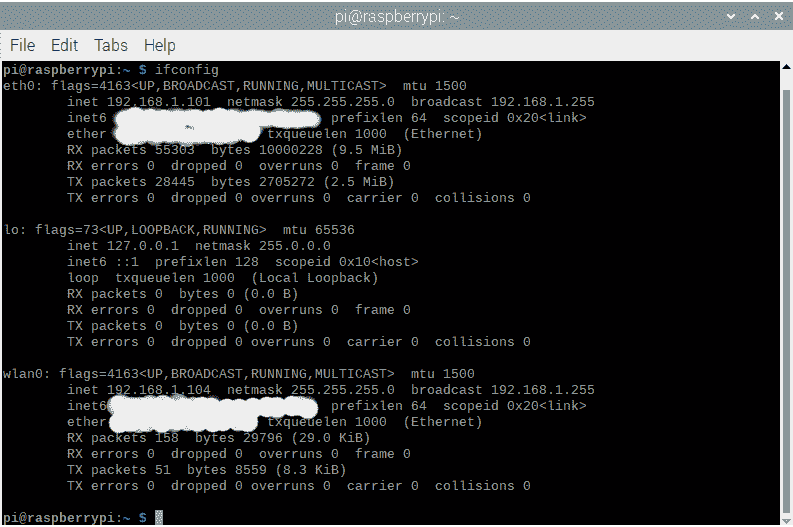 pi@raspberrypi: ~
File Edit Tabs Help
pi@raspberrypi:~ $ ifconfig
eth0: flags=4163<UP,BROADCAST,RUNNING,MULTICAST>  mtu 1500
        inet 192.168.1.101  netmask 255.255.255.0  broadcast 192.168.1.255
        inet6 prefixlen 64  scopeid 0x20<link>
        ether txqueuelen 1000  (Ethernet)
        RX packets 55303  bytes 10000228 (9.5 MiB)
        RX errors 0  dropped 0  overruns 0  frame 0
        TX packets 28445  bytes 2705272 (2.5 MiB)
        TX errors 0  dropped 0 overruns 0  carrier 0  collisions 0
lo: flags=73<UP,LOOPBACK,RUNNING>  mtu 65536
        inet 127.0.0.1  netmask 255.0.0.0
        inet6 ::1  prefixlen 128  scopeid 0x10<host>
        loop  txqueuelen 1000  (Local Loopback)
        RX packets 0  bytes 0 (0.0 B)
        RX errors 0  dropped 0  overruns 0  frame 0
        TX packets 0  bytes 0 (0.0 B)
        TX errors 0  dropped 0 overruns 0  carrier 0  collisions 0
wlan0: flags=4163<UP,BROADCAST,RUNNING,MULTICAST>  mtu 1500
        inet 192.168.1.104  netmask 255.255.255.0  broadcast 192.168.1.255
        inet6 prefixlen 64  scopeid 0x20<link>
        ether txqueuelen 1000  (Ethernet)
        RX packets 158  bytes 29796 (29.0 KiB)
        RX errors 0  dropped 0  overruns 0  frame 0
        TX packets 51  bytes 8559 (8.3 KiB)
        TX errors 0  dropped 0 overruns 0  carrier 0  collisions 0
pi@raspberrypi:~ $